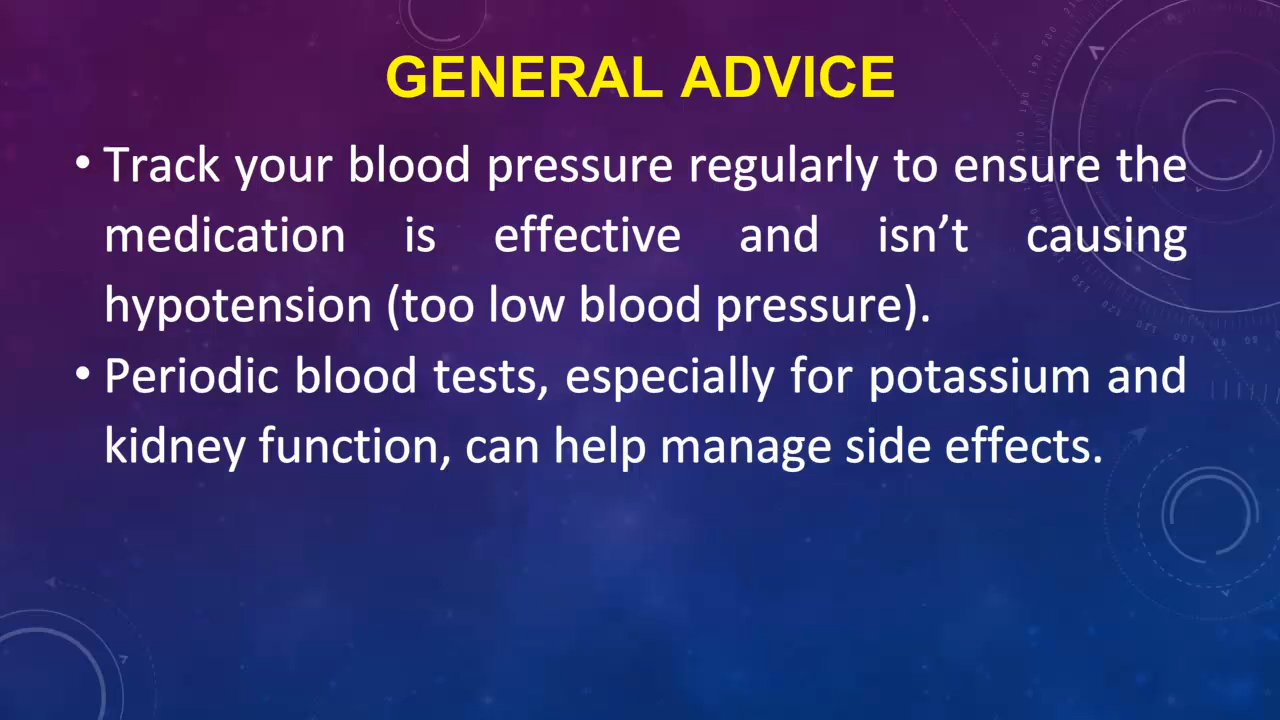 GENERAL ADVICE
• Track your blood pressure regularly to ensure the
medication is effective and isn’t causing
hypotension (too low blood pressure).
• Periodic blood tests, especially for potassium and
kidney function, can help manage side effects.